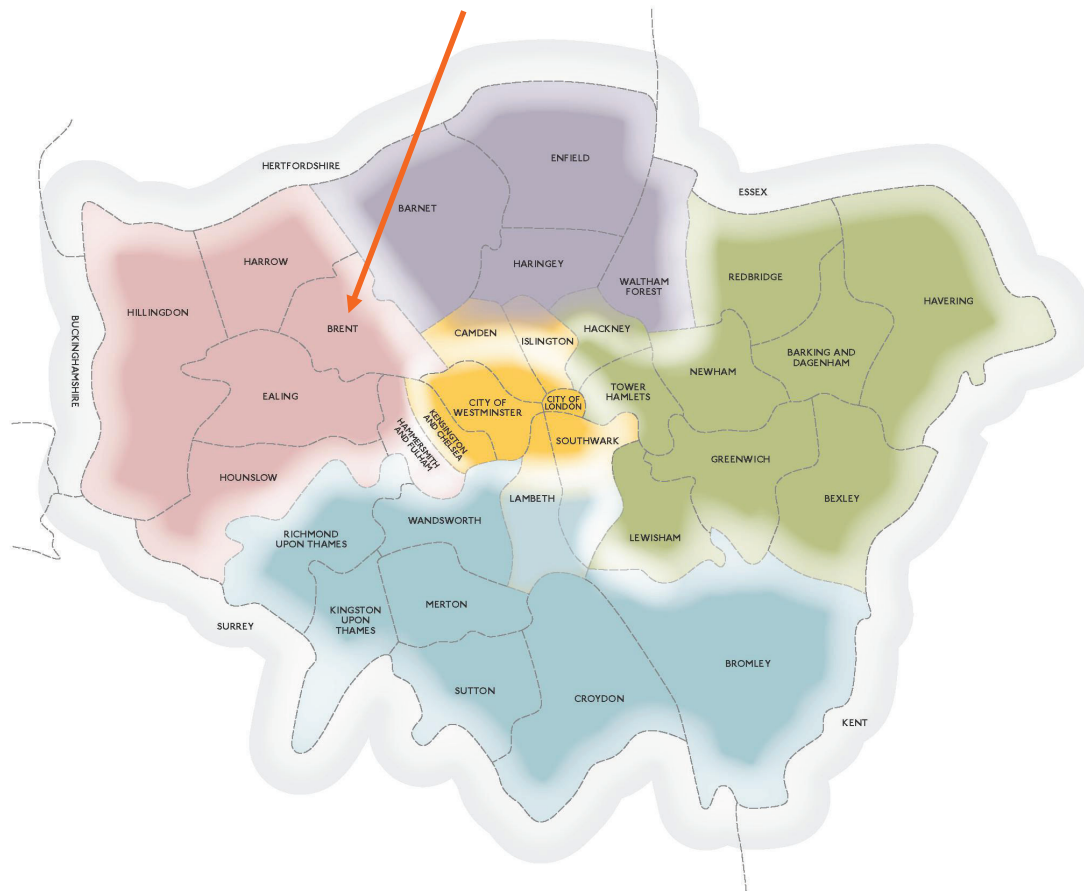 ENFIELD
HERTFORDSHIRE
ESSEX
BARNET
HARROW
HARINGEY
REDBRIDGE
WALTHAM
FOREST
HAVERING
HILLINGDON
BRENT
CAMDEN
HACKNEY
ISLINGTON
BUCKINGHAMSHIRE
BARKING AND
DAGENHAM
NEWHAM
EALING
TOWER
HAMLETS
CITY OF
WESTMINSTER
CITY OF
LONDON
KENSINGTON
AND CHELSEA
HAMMERSMITH
AND FULHAM
SOUTHWARK
GREENWICH
HOUNSLOW
LAMBETH
BEXLEY
WANDSWORTH
RICHMOND
UPON THAMES
LEWISHAM
MERTON
KINGSTON
UPON
THAMES
SURREY
BROMLEY
SUTTON
CROYDON
KENT